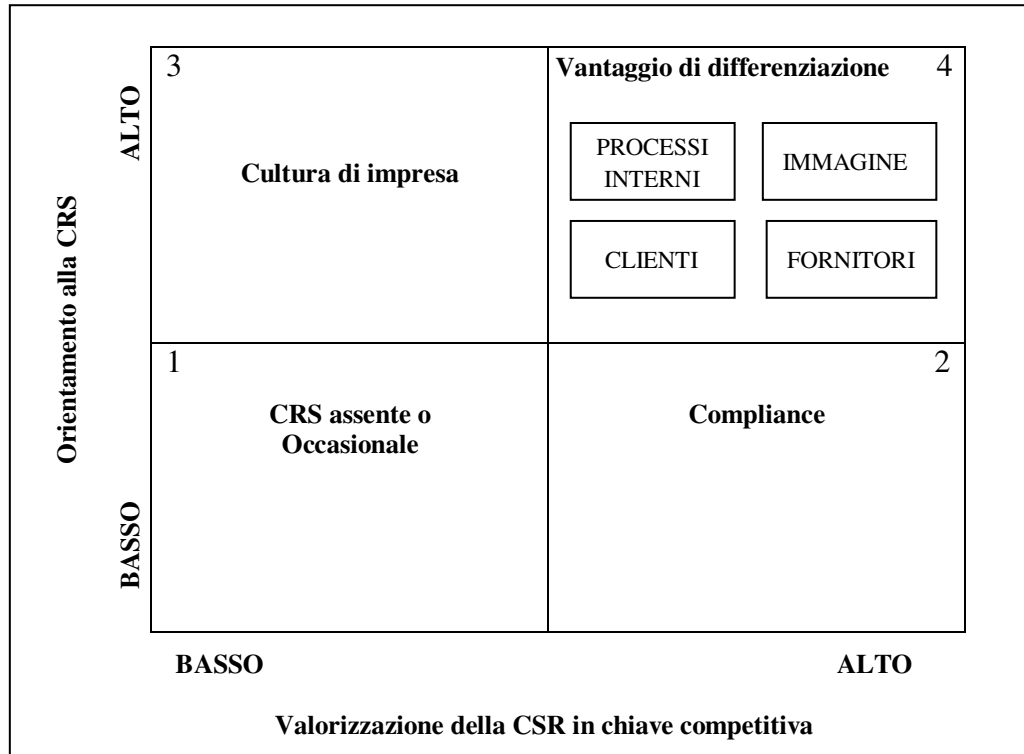 3
Vantaggio di differenziazione 4
ALTO
Cultura di impresa
PROCESSI
INTERNI
IMMAGINE
CLIENTI
FORNITORI
Orientamento alla CRS
1
CRS assente o
Occasionale
2
Compliance
BASSO
BASSO
ALTO
Valorizzazione della CSR in chiave competitiva